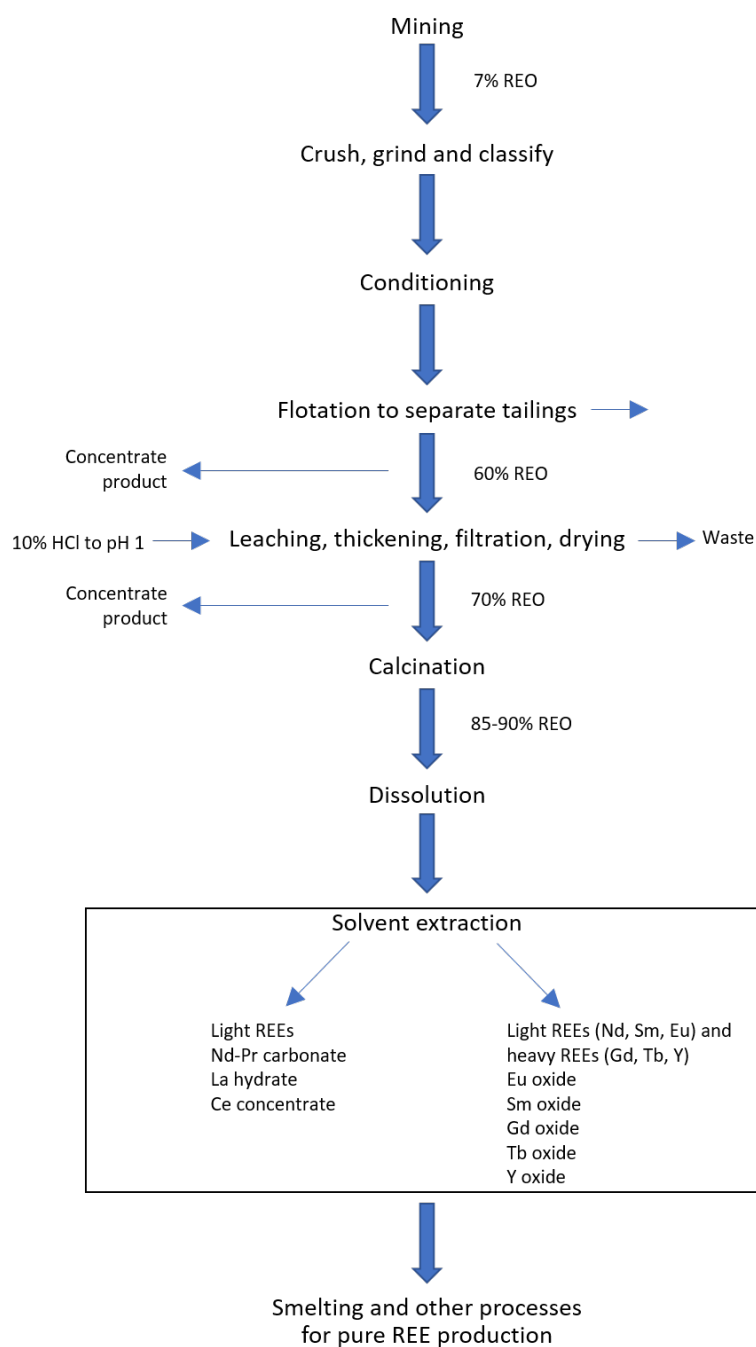 Mining
7% REO
Crush, grind and classify
Conditioning
Flotation to separate tailings
Concentrate
product
60% REO
10% HCl to pH 1
Leaching, thickening, filtration, drying
Waste
Concentrate
product
70% REO
Calcination
85-90% REO
Dissolution
Solvent extraction
Light REEs
Nd-Pr carbonate
La hydrate
Ce concentrate
Light REEs (Nd, Sm, Eu) and
heavy REEs (Gd, Tb, Y)
Eu oxide
Sm oxide
Gd oxide
Tb oxide
Y oxide
Smelting and other processes
for pure REE production